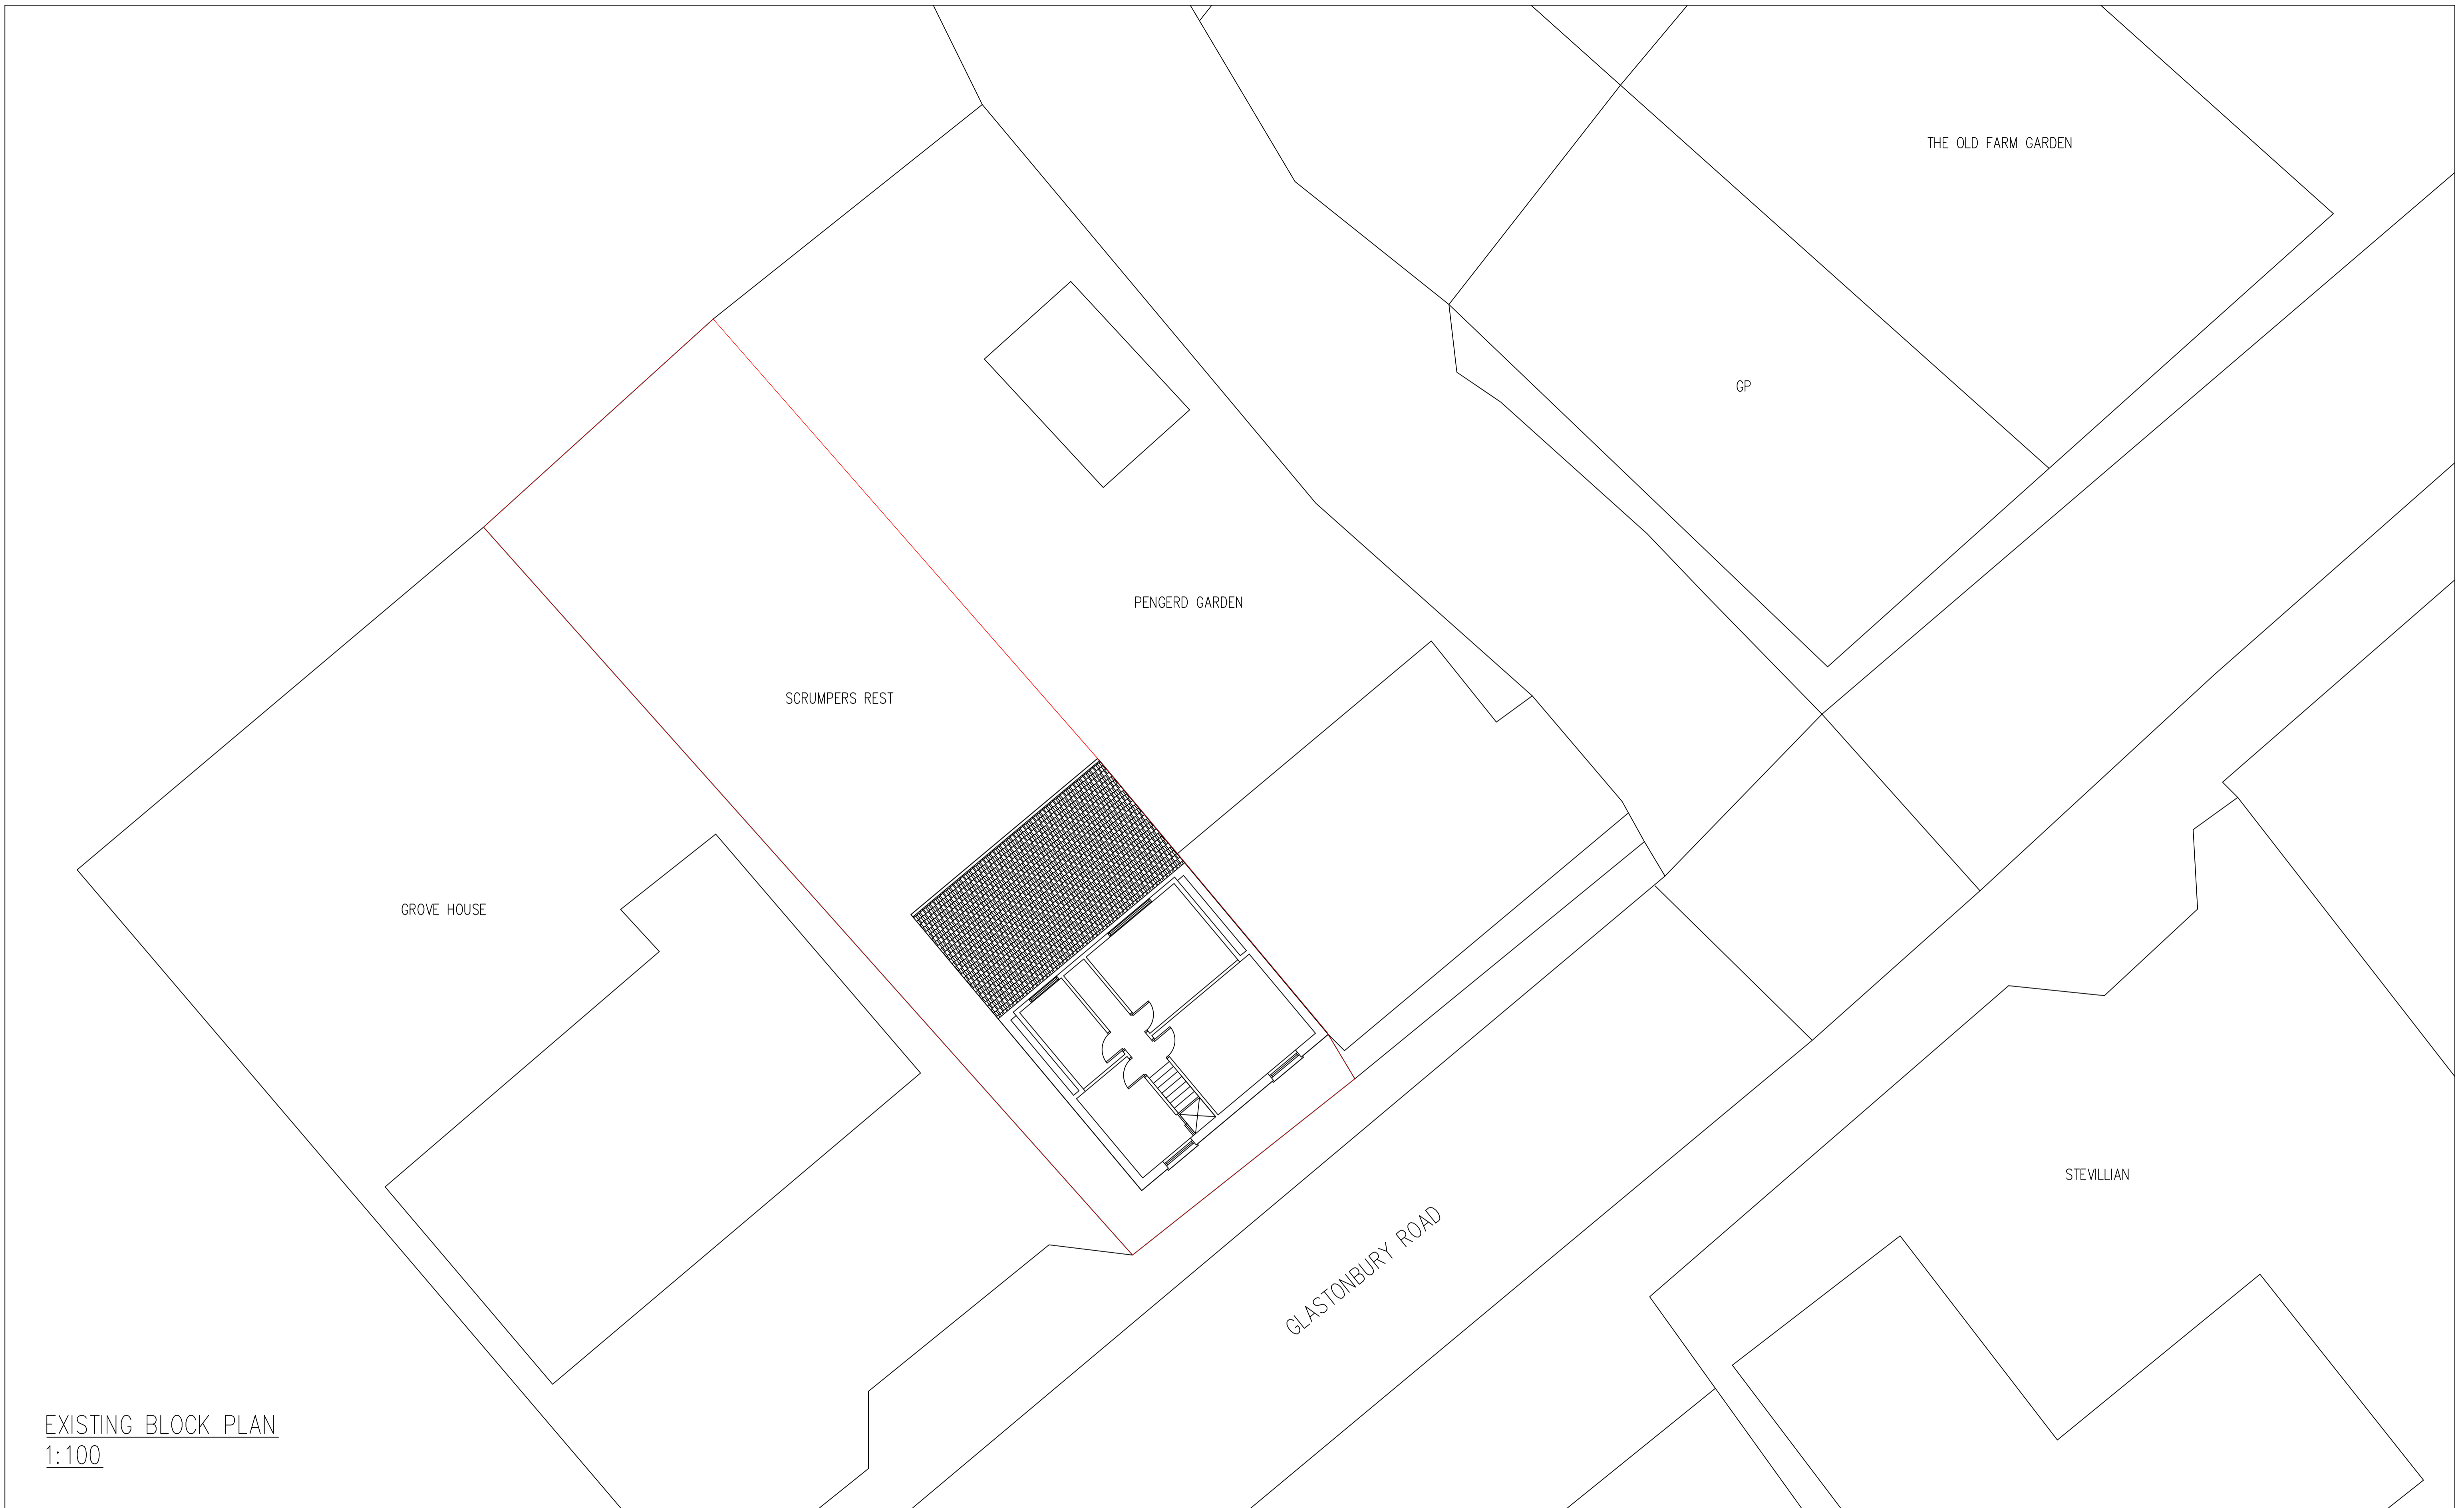 THE OLD FARM GARDEN
GP
PENGERD GARDEN
SCRUMPERS REST
GROVE HOUSE
STEVILLIAN
GLASTONBURY ROAD
EXISTING BLOCK PLAN
1:100